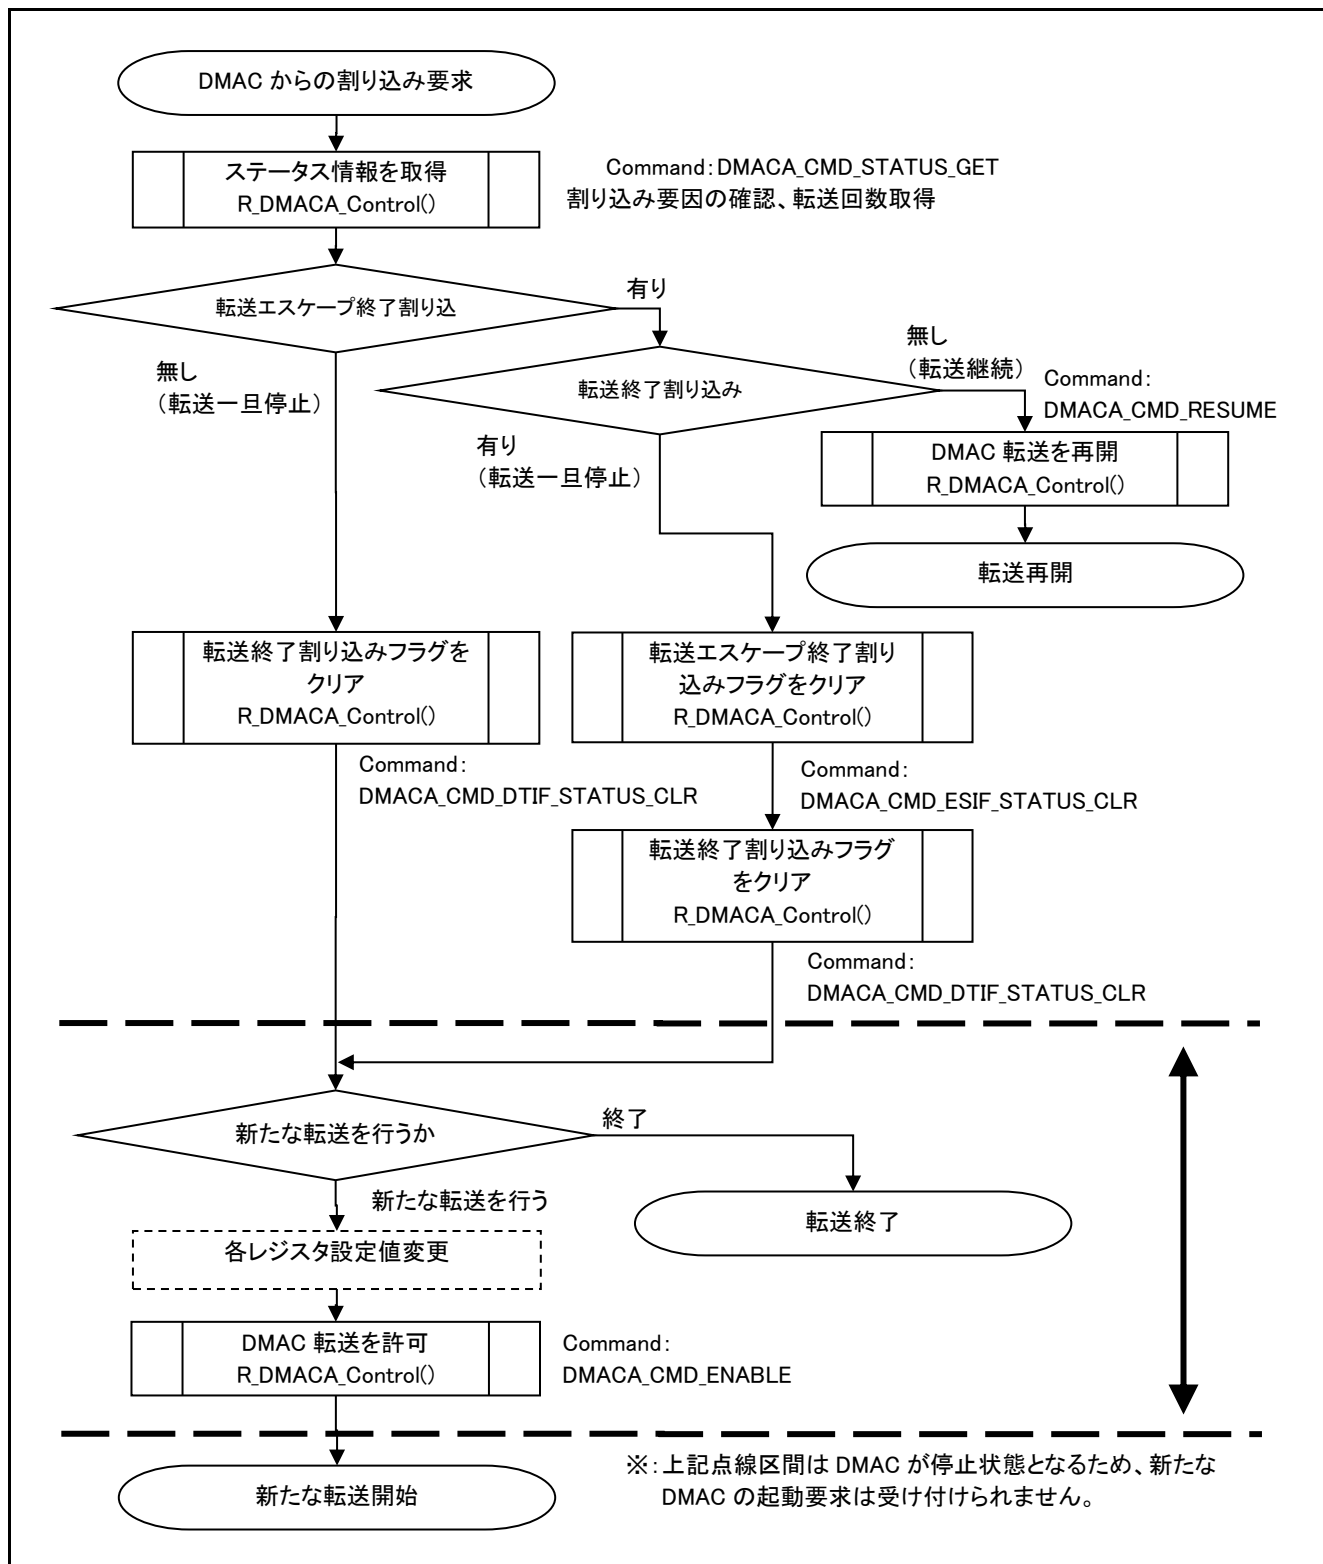 DMAC からの割り込み要求
ステータス情報を取得
R_DMACA_Control()
Command:DMACA_CMD_STATUS_GET
割り込み要因の確認、転送回数取得
転送エスケープ終了割り込
有り
無し
(転送一旦停止)
転送終了割り込み
無し
(転送継続)
Command:
DMACA_CMD_RESUME
有り
(転送一旦停止)
DMAC 転送を再開
R_DMACA_Control()
転送再開
転送終了割り込みフラグを
クリア
R_DMACA_Control()
Command:
DMACA_CMD_DTIF_STATUS_CLR
転送エスケープ終了割り
込みフラグをクリア
R_DMACA_Control()
Command:
DMACA_CMD_ESIF_STATUS_CLR
転送終了割り込みフラグ
をクリア
R_DMACA_Control()
Command:
DMACA_CMD_DTIF_STATUS_CLR
新たな転送を行うか
終了
新たな転送を行う
転送終了
各レジスタ設定値変更
DMAC 転送を許可
R_DMACA_Control()
Command:
DMACA_CMD_ENABLE
新たな転送開始
※:上記点線区間は DMAC が停止状態となるため、新たな
DMAC の起動要求は受け付けられません。